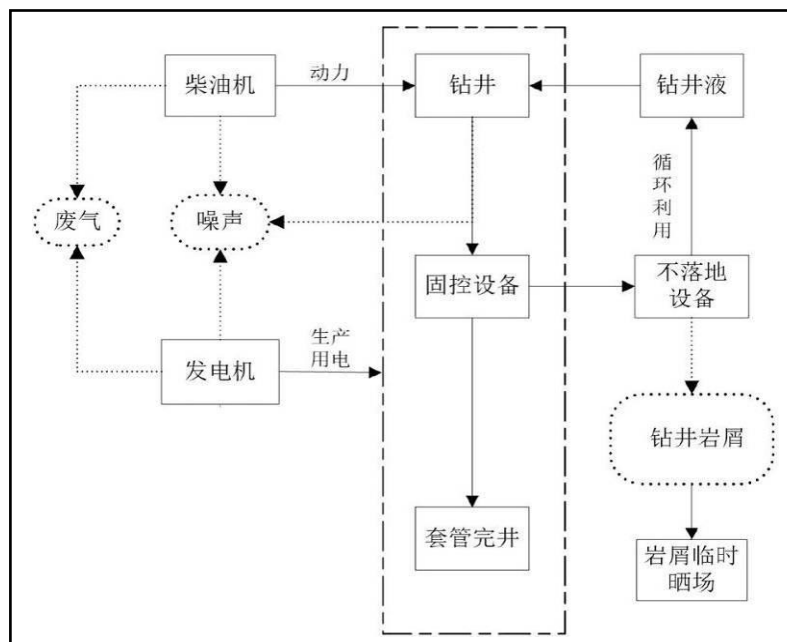 柴油机
动力
钻井
钻井液
循
环
利
用
废气
噪声
固控设备
不落地
设备
生产
用电
发电机
钻井岩屑
套管完井
岩屑临时
晒场